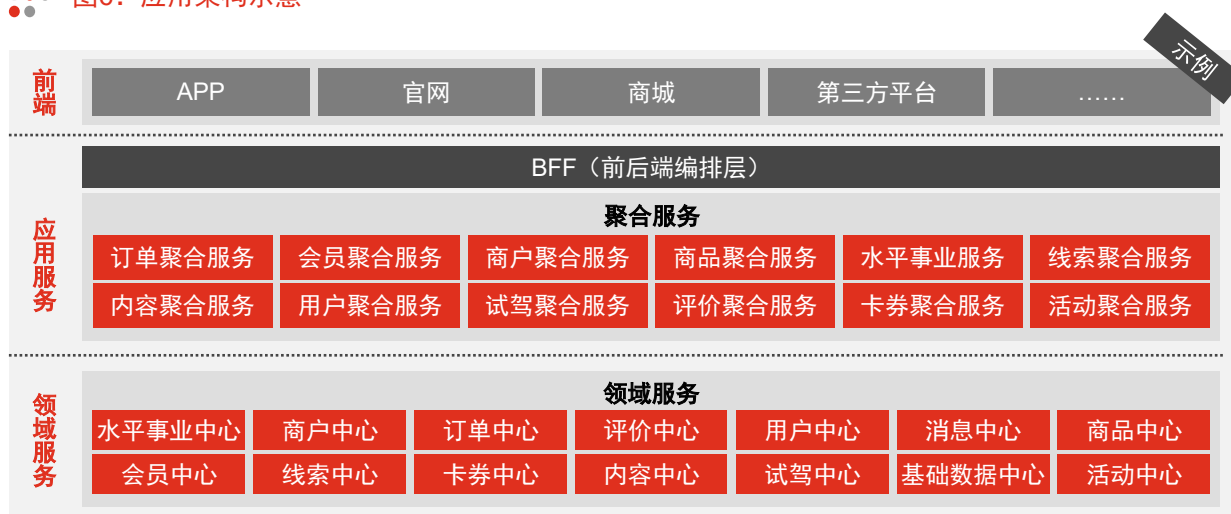 图6：应用架构示意
示例
前端
APP
官网
商城
第三方平台
……
应用服务
BFF（前后端编排层）
聚合服务
订单聚合服务
会员聚合服务
商户聚合服务
商品聚合服务
水平事业服务
线索聚合服务
内容聚合服务
用户聚合服务
试驾聚合服务
评价聚合服务
卡券聚合服务
活动聚合服务
领域服务
领域服务
水平事业中心
商户中心
订单中心
评价中心
用户中心
消息中心
商品中心
会员中心
线索中心
卡券中心
内容中心
试驾中心
基础数据中心
活动中心